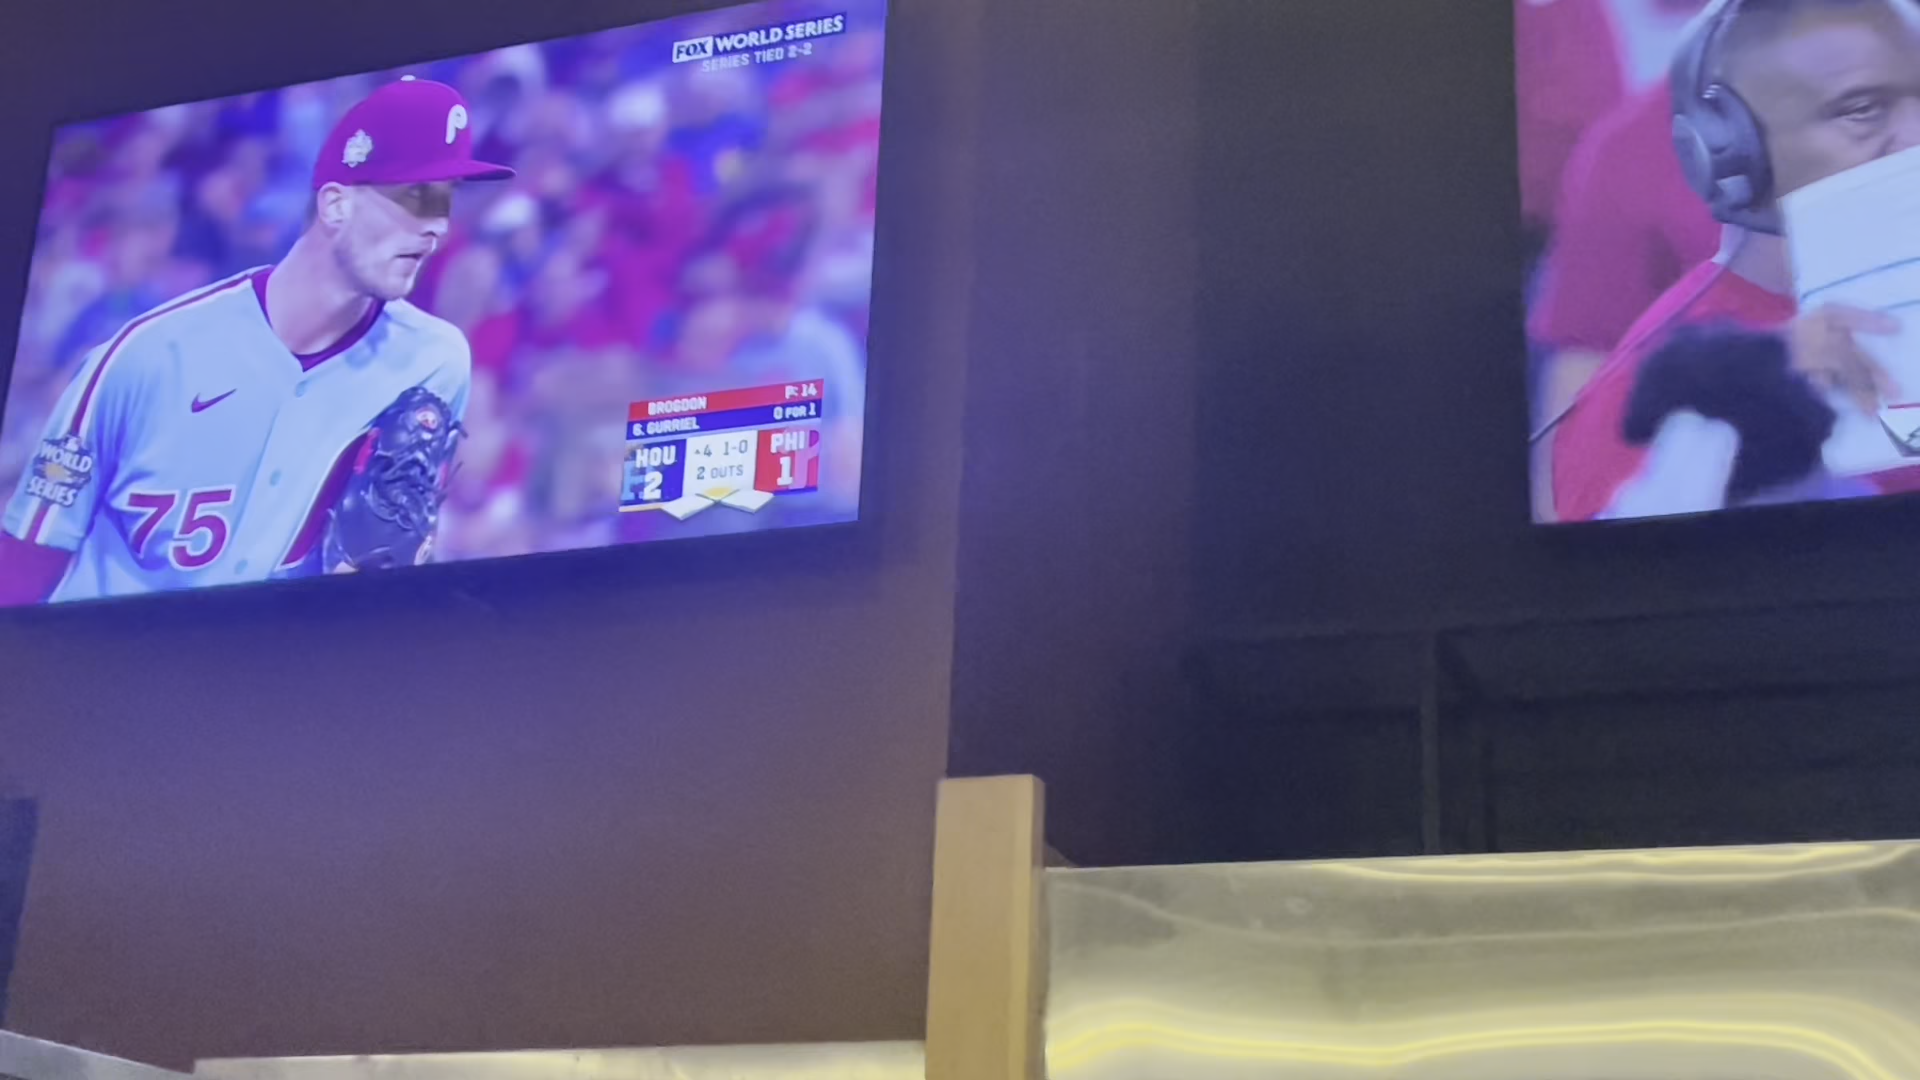 FOX WORLD SERIES
SERIES TIED 2-2
P
WORLD
SERIES
75
BROGDON P: 14
6. GURRIEL 0 FOR 1
HOU 4 1-0 PHI
2 2 OUTS 1